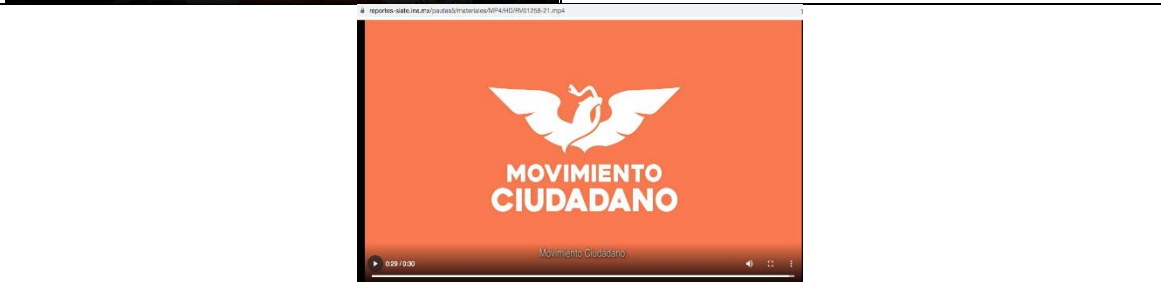 reportes-siate.ine.mx/pautas5/materiales/MP4/HD/RV01258-21.mp4
MOVIMIENTO
CIUDADANO
Movimiento Ciudadano.
0:29 / 0:30